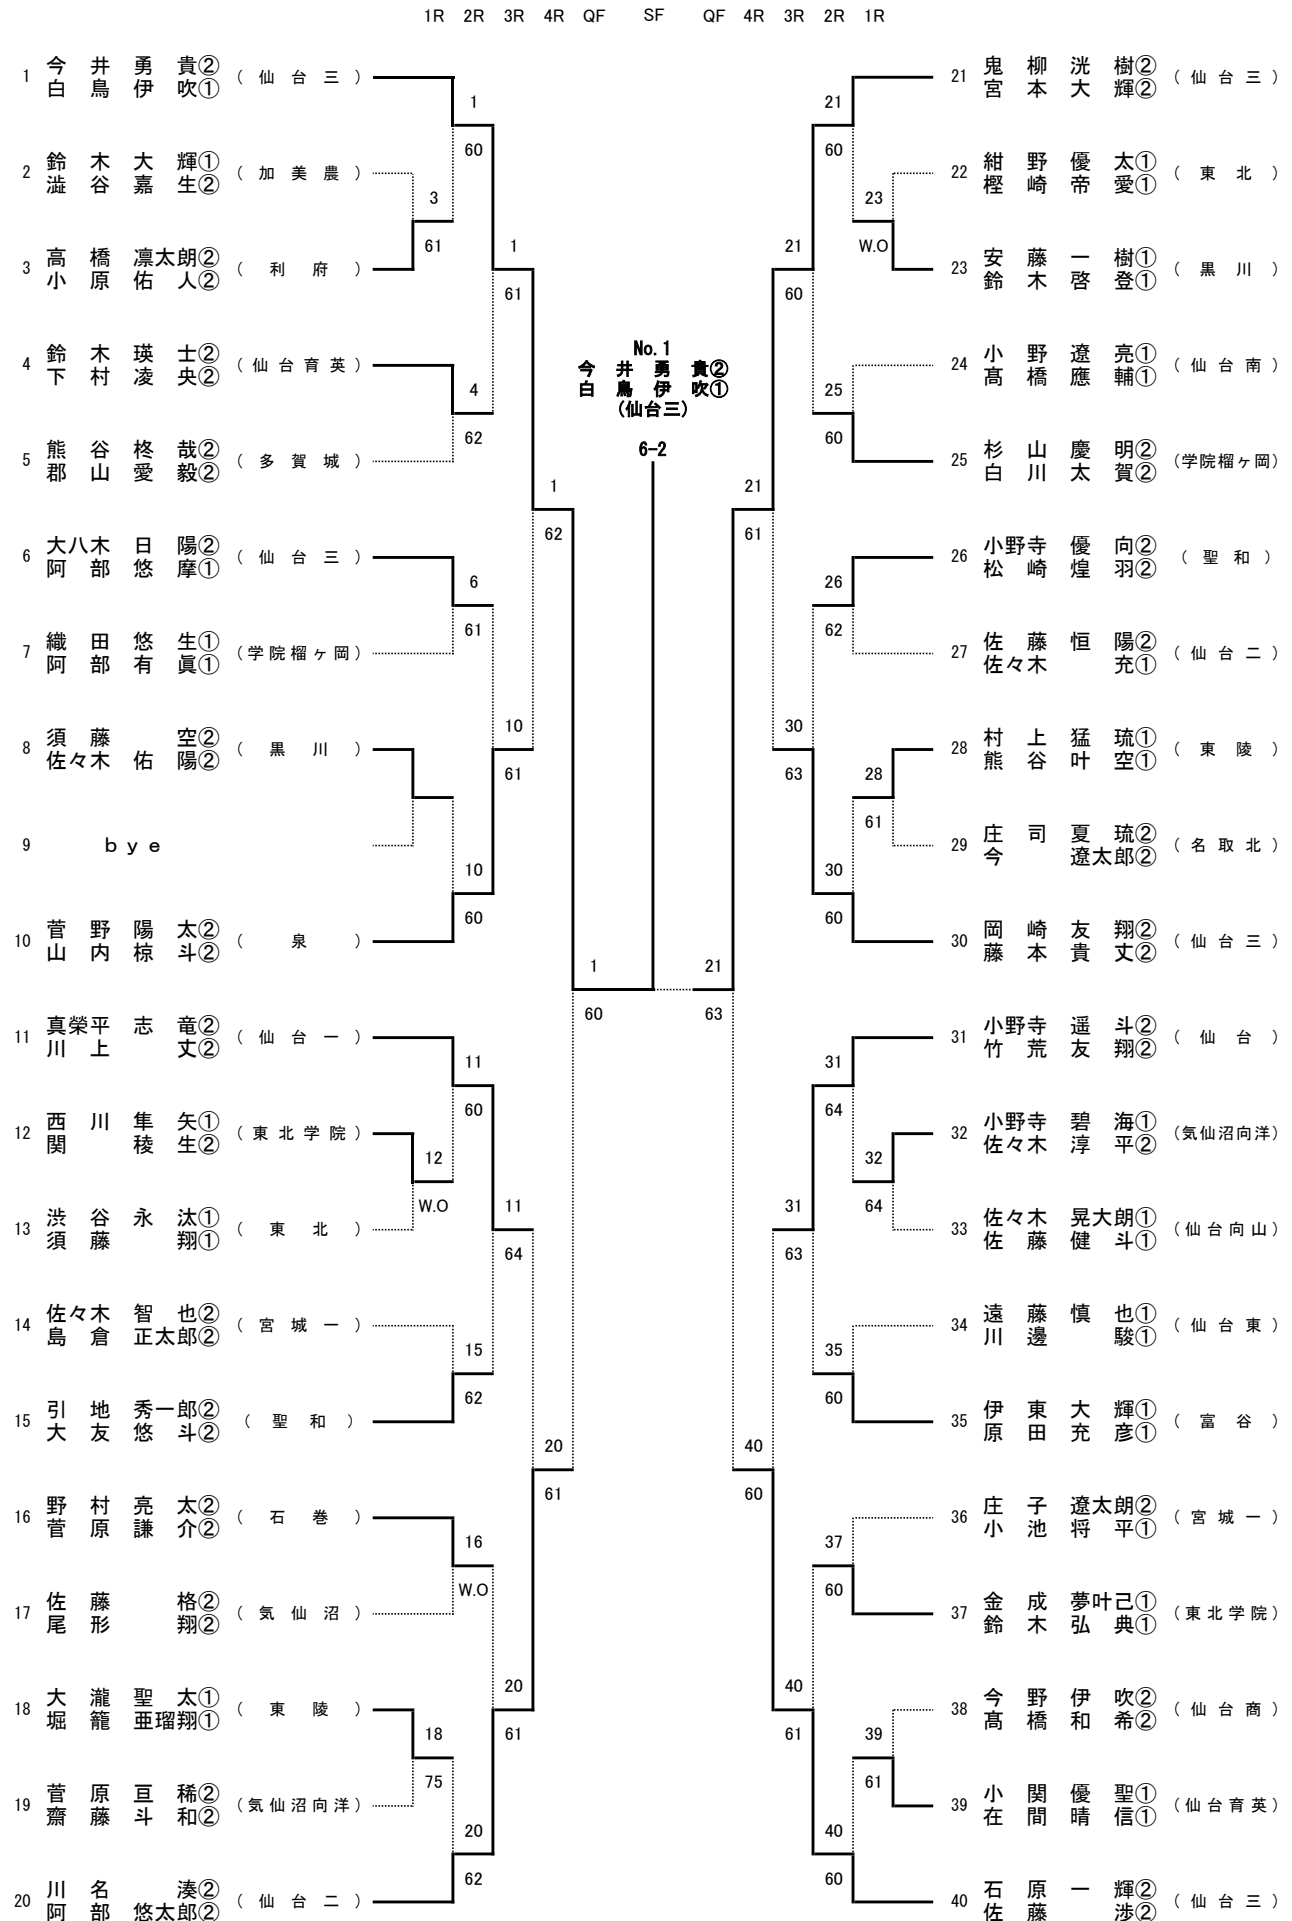 1R 2R 3R 4R QF SF QF 4R 3R 2R 1R
1 今井勇貴② (仙台三)
白鳥伊吹①
1
60
2 鈴木大輝① (加美農)
澁谷嘉生②
3
61
3 高橋凛太朗② (利府)
小原佑人②
1
61
4 鈴木瑛士② (仙台育英)
下村凌央②
4
62
5 熊谷柊哉② (多賀城)
郡山愛毅②
1
62
6 大八木日陽② (仙台三)
阿部悠摩①
6
61
7 織田悠生① (学院榴ヶ岡)
阿部有眞①
10
61
8 須藤空② (黒川)
佐々木佑陽②
9 bye
10
60
10 菅野陽太② (泉)
山内椋斗②
1
60
11 真榮平志竜② (仙台一)
川上丈②
11
60
12 西川隼矢① (東北学院)
関稜生②
12
W.O
13 渋谷永汰① (東北)
須藤翔①
11
64
14 佐々木智也② (宮城一)
島倉正太郎②
15
62
15 引地秀一郎② (聖和)
大友悠斗②
20
61
16 野村亮太② (石巻)
菅原謙介②
16
W.O
17 佐藤格② (気仙沼)
尾形翔②
20
61
18 大瀧聖太① (東陵)
堀籠亜瑠翔①
18
75
19 菅原亘稀② (気仙沼向洋)
齋藤斗和②
20
62
20 川名湊② (仙台二)
阿部悠太郎②
No.1
今井勇貴②
白鳥伊吹①
(仙台三)
6-2
21 鬼柳洸樹② (仙台三)
宮本大輝②
21
60
22 紺野優太① (東北)
樫崎帝愛①
23
W.O
23 安藤一樹① (黒川)
鈴木啓登①
21
60
24 小野遼亮① (仙台南)
髙橋應輔①
25
60
25 杉山慶明② (学院榴ヶ岡)
白川太賀②
21
61
26 小野寺優向② (聖和)
松崎煌羽②
26
62
27 佐藤恒陽② (仙台二)
佐々木充①
30
63
28 村上猛琉① (東陵)
熊谷叶空①
28
61
29 庄司夏琉② (名取北)
今遼太郎②
30
60
30 岡崎友翔② (仙台三)
藤本貴丈②
21
63
31 小野寺遥斗② (仙台)
竹荒友翔②
31
64
32 小野寺碧海① (気仙沼向洋)
佐々木淳平②
32
64
33 佐々木晃大朗① (仙台向山)
佐藤健斗①
31
63
34 遠藤慎也① (仙台東)
川邊駿①
35
60
35 伊東大輝① (富谷)
原田充彦①
40
60
36 庄子遼太朗② (宮城一)
小池将平①
37
60
37 金成夢叶己① (東北学院)
鈴木弘典①
40
61
38 今野伊吹② (仙台商)
髙橋和希②
39
61
39 小関優聖① (仙台育英)
在間晴信①
40
60
40 石原一輝② (仙台三)
佐藤渉②